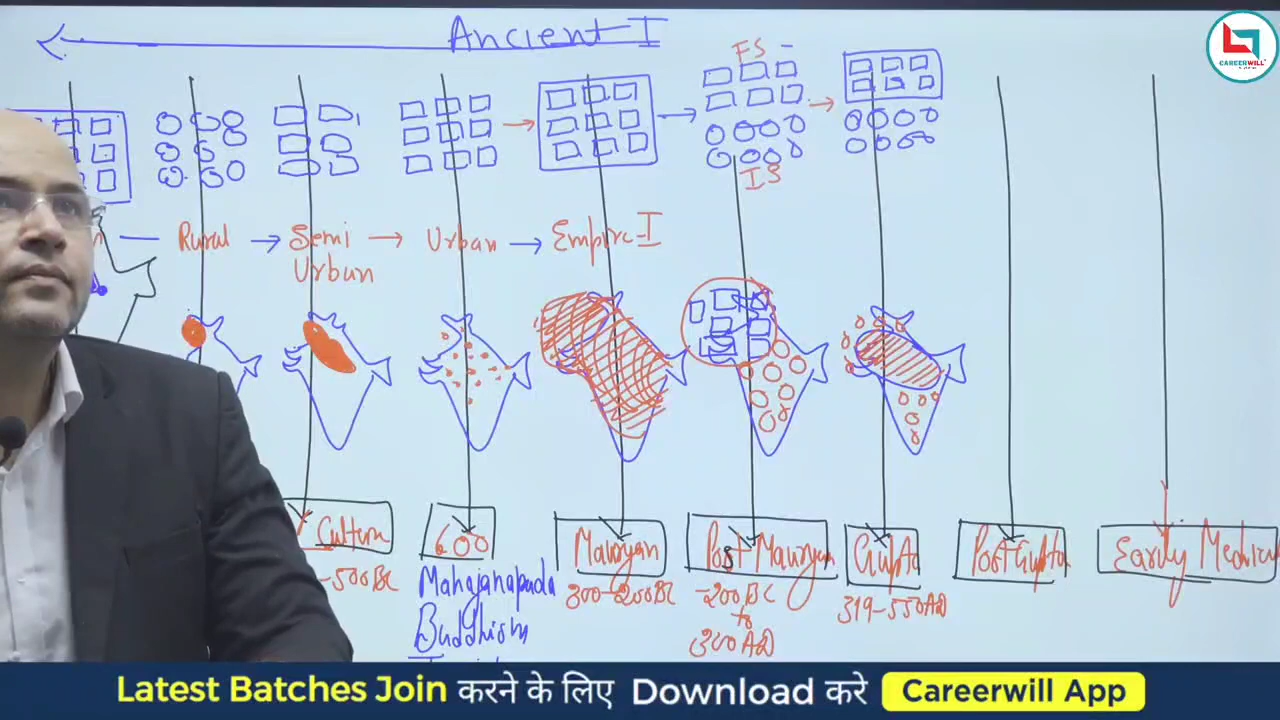 Ancient I
CAREERWILL
FS -
IS
Rural → Semi Urban → Urban → Empire-I
Culture
-500BC
600
Mahajanapada
Buddhism
Mauryan
300-200BC
Post Mauryan
-200BC
to
300AD
Gupta
319-550AD
Post Gupta
Early Medieval
Latest Batches Join करने के लिए Download करे Careerwill App